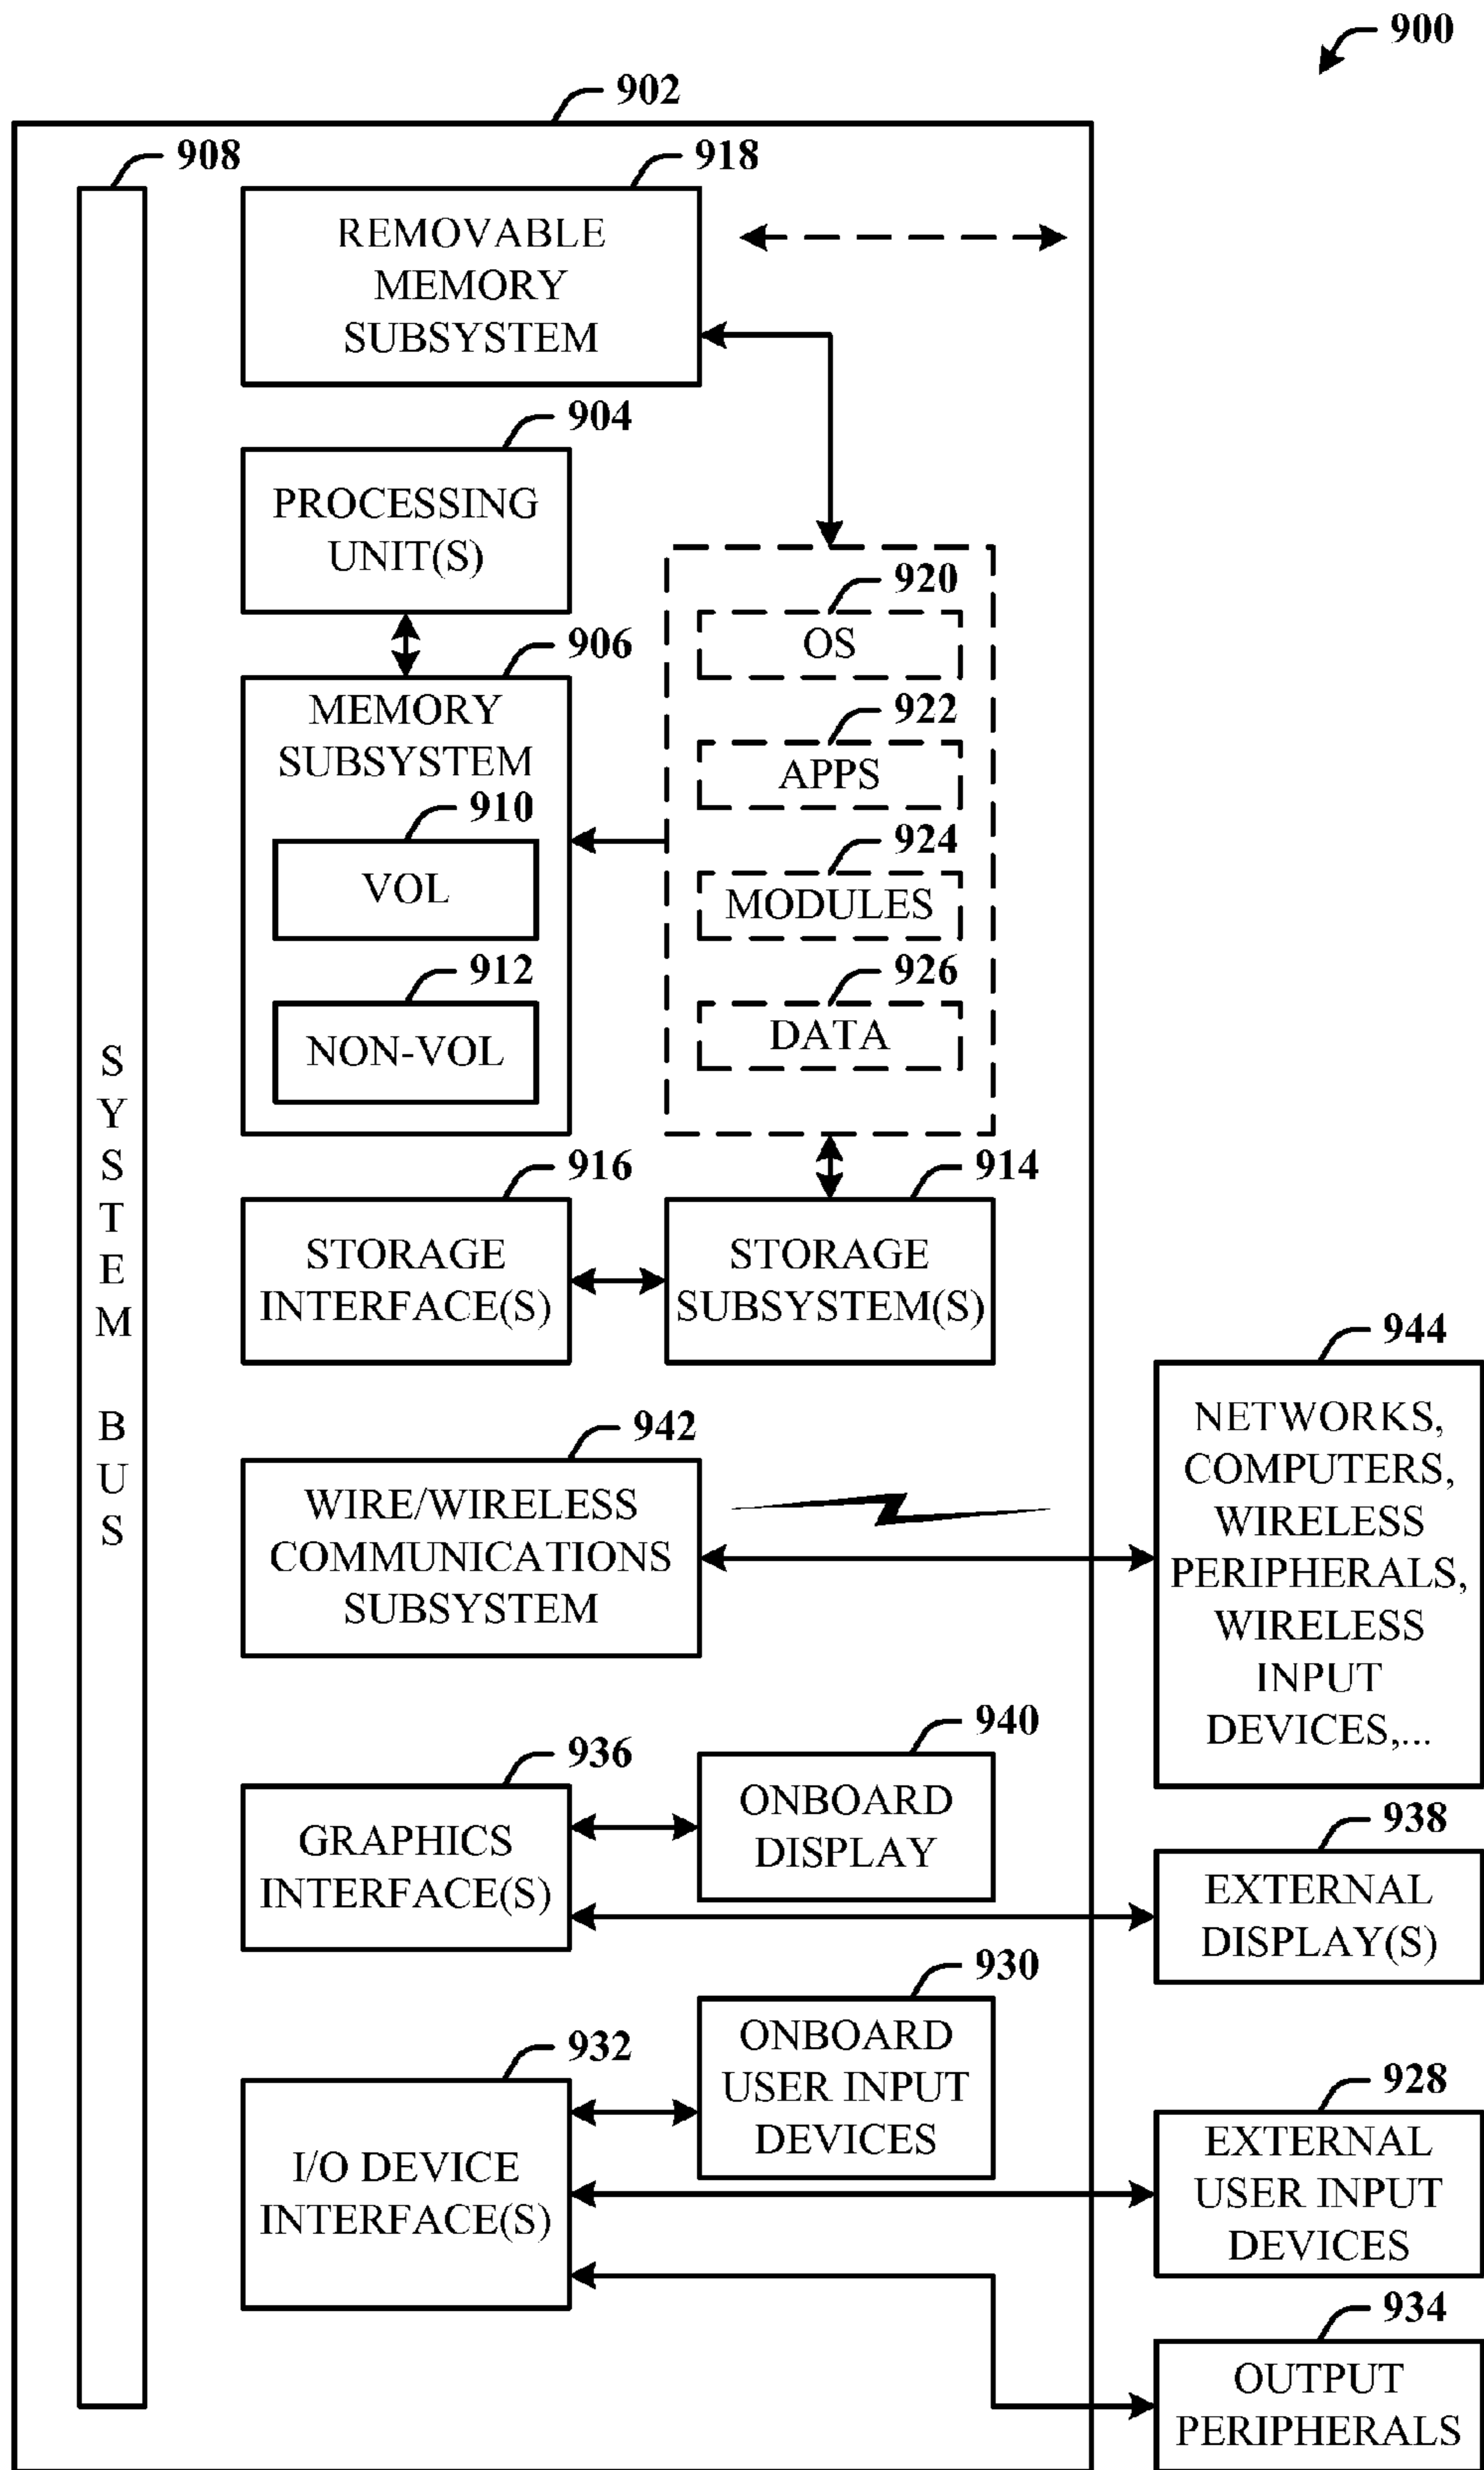 900
902
908
918
REMOVABLE
MEMORY
SUBSYSTEM
904
PROCESSING
UNIT(S)
920
OS
906
MEMORY
SUBSYSTEM
922
APPS
910
VOL
924
MODULES
912
NON-VOL
926
DATA
SYSTEM BUS
916
STORAGE
INTERFACE(S)
914
STORAGE
SUBSYSTEM(S)
944
NETWORKS,
COMPUTERS,
WIRELESS
PERIPHERALS,
WIRELESS
INPUT
DEVICES,...
942
WIRE/WIRELESS
COMMUNICATIONS
SUBSYSTEM
936
GRAPHICS
INTERFACE(S)
940
ONBOARD
DISPLAY
938
EXTERNAL
DISPLAY(S)
932
I/O DEVICE
INTERFACE(S)
930
ONBOARD
USER INPUT
DEVICES
928
EXTERNAL
USER INPUT
DEVICES
934
OUTPUT
PERIPHERALS